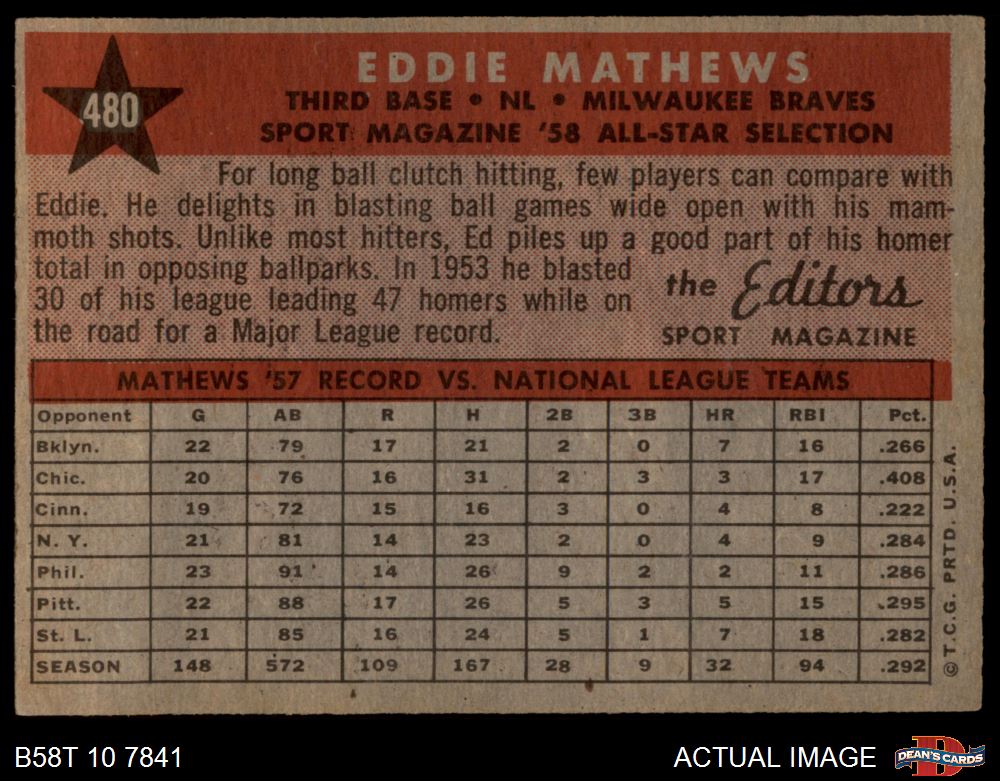 480
EDDIE MATHEWS
THIRD BASE • NL • MILWAUKEE BRAVES
SPORT MAGAZINE '58 ALL-STAR SELECTION
For long ball clutch hitting, few players can compare with
Eddie. He delights in blasting ball games wide open with his mam-
moth shots. Unlike most hitters, Ed piles up a good part of his homer
total in opposing ballparks. In 1953 he blasted
30 of his league leading 47 homers while on
the road for a Major League record.
the Editors
SPORT MAGAZINE
MATHEWS '57 RECORD VS. NATIONAL LEAGUE TEAMS
Opponent G AB R H 2B 3B HR RBI Pct.
Bklyn. 22 79 17 21 2 0 7 16 .266
Chic. 20 76 16 31 2 3 3 17 .408
Cinn. 19 72 15 16 3 0 4 8 .222
N. Y. 21 81 14 23 2 0 4 9 .284
Phil. 23 91 14 26 9 2 2 11 .286
Pitt. 22 88 17 26 5 3 5 15 .295
St. L. 21 85 16 24 5 1 7 18 .282
SEASON 148 572 109 167 28 9 32 94 .292
© T.C.G. PRTD. U.S.A.
B58T 10 7841
ACTUAL IMAGE
D
DEAN'S CARDS